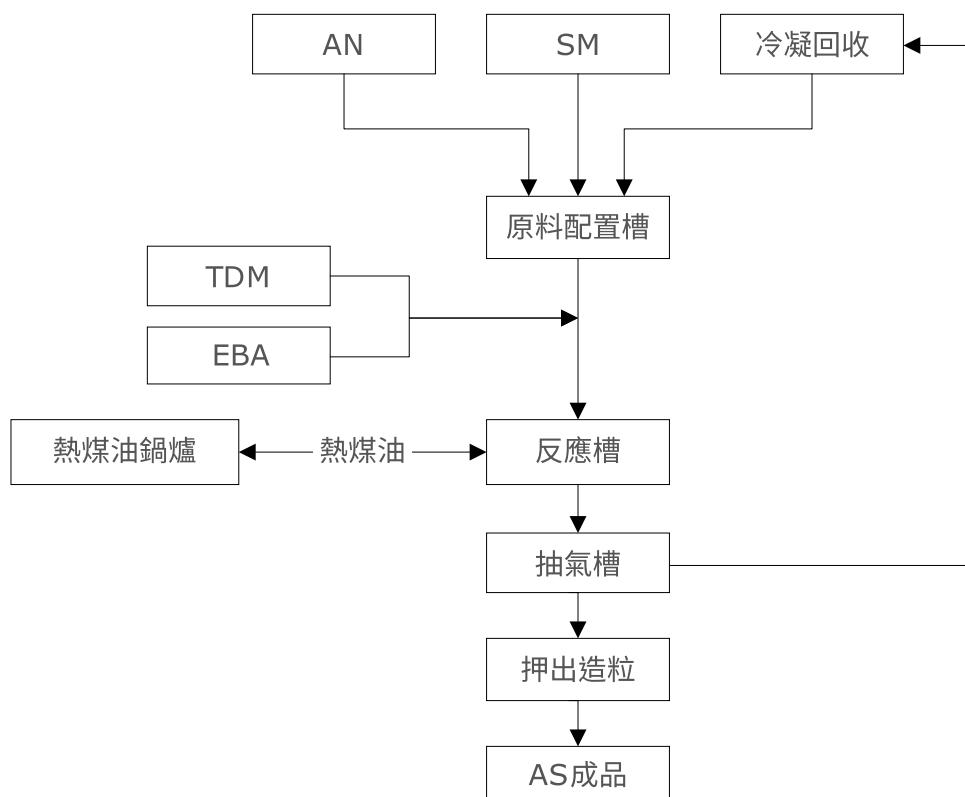 AN
SM
冷凝回收
原料配置槽
TDM
EBA
熱煤油鍋爐
熱煤油
反應槽
抽氣槽
押出造粒
AS成品